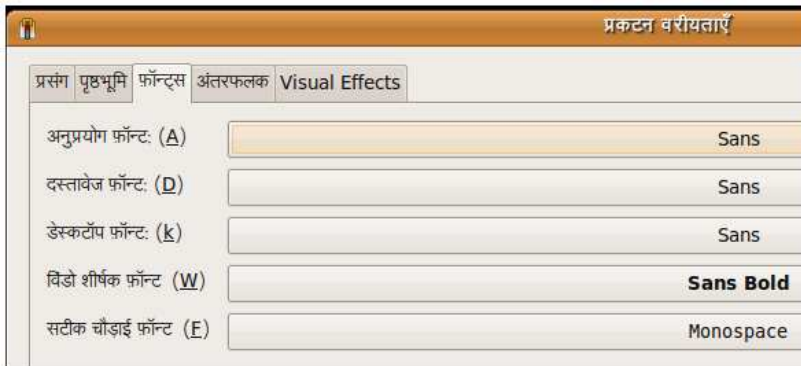 प्रकटन वरीयताएँ
प्रसंग पृष्ठभूमि फ़ॉन्ट्स अंतरफलक Visual Effects
अनुप्रयोग फ़ॉन्ट: (A) Sans
दस्तावेज फ़ॉन्ट: (D) Sans
डेस्कटॉप फ़ॉन्ट: (k) Sans
विंडो शीर्षक फ़ॉन्ट (W) Sans Bold
सटीक चौड़ाई फ़ॉन्ट (F) Monospace